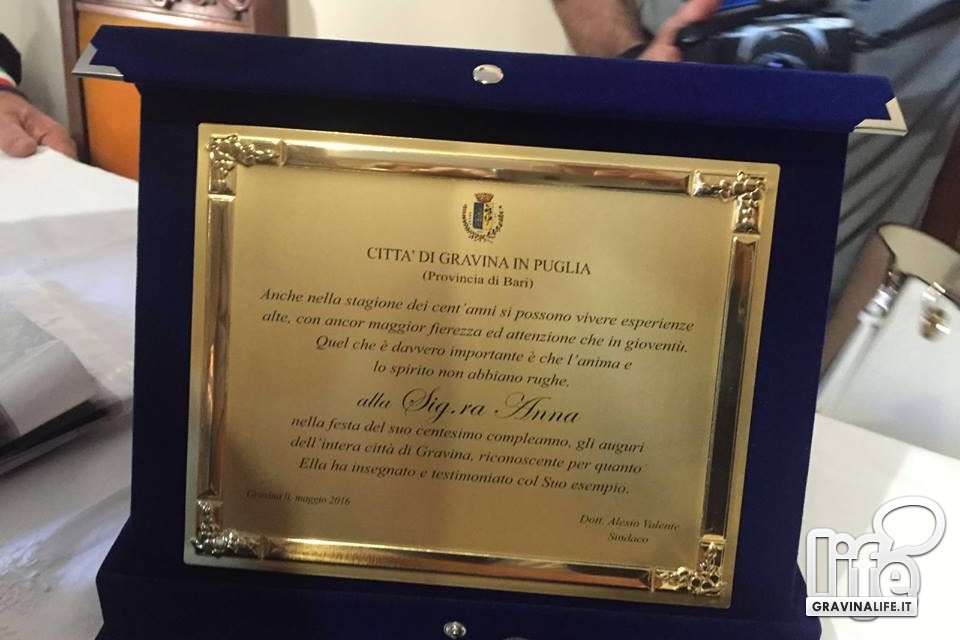 CITTA' DI GRAVINA IN PUGLIA
(Provincia di Bari)
Anche nella stagione dei cent'anni si possono vivere esperienze
alte, con ancor maggior fierezza ed attenzione che in gioventù.
Quel che è davvero importante è che l'anima e
lo spirito non abbiano rughe.
alla Sig.ra Anna
nella festa del suo centesimo compleanno, gli auguri
dell'intera città di Gravina, riconoscente per quanto
Ella ha insegnato e testimoniato col Suo esempio.
Gravina lì, maggio 2016
Dott. Alesio Valente
Sindaco
life
GRAVINALIFE.IT